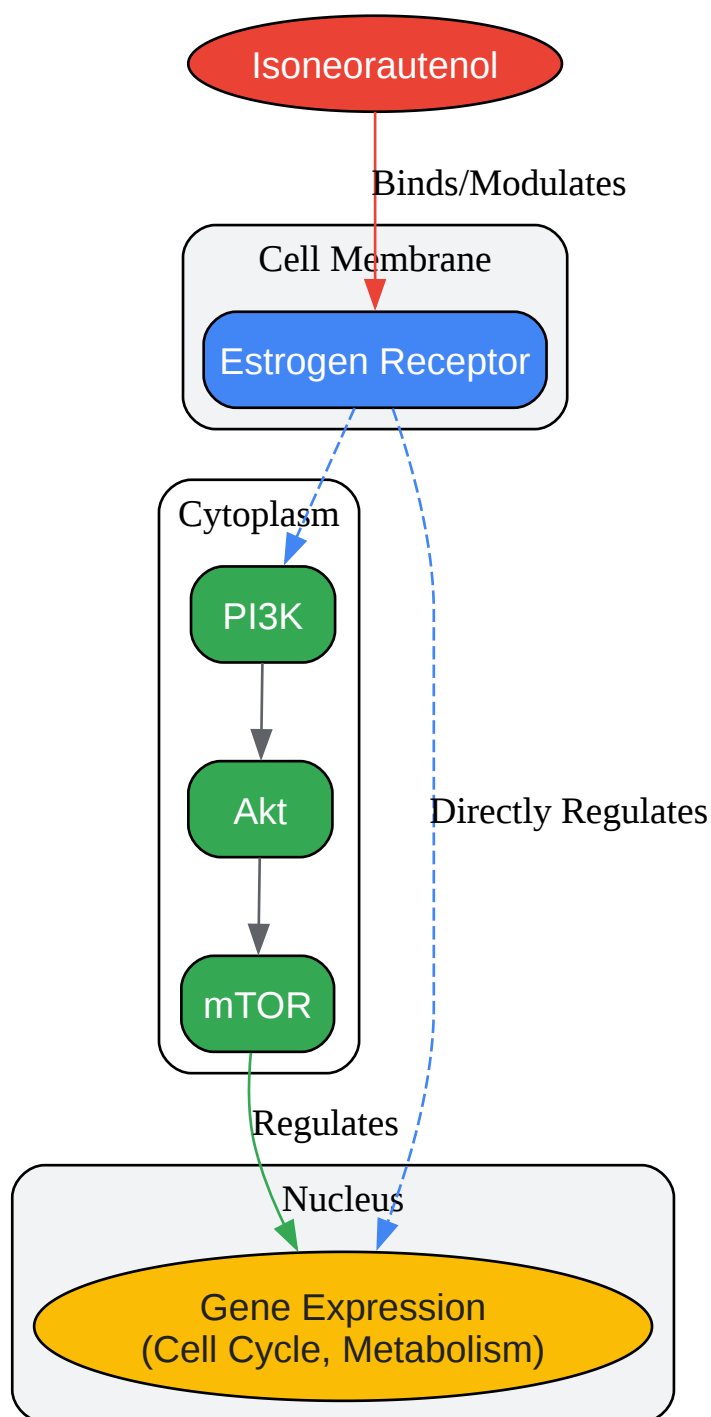 Isoneorautenol
Binds/Modulates
Cell Membrane
Estrogen Receptor
Cytoplasm
PI3K
Akt
Directly Regulates
mTOR
Regulates
Nucleus
Gene Expression
(Cell Cycle, Metabolism)